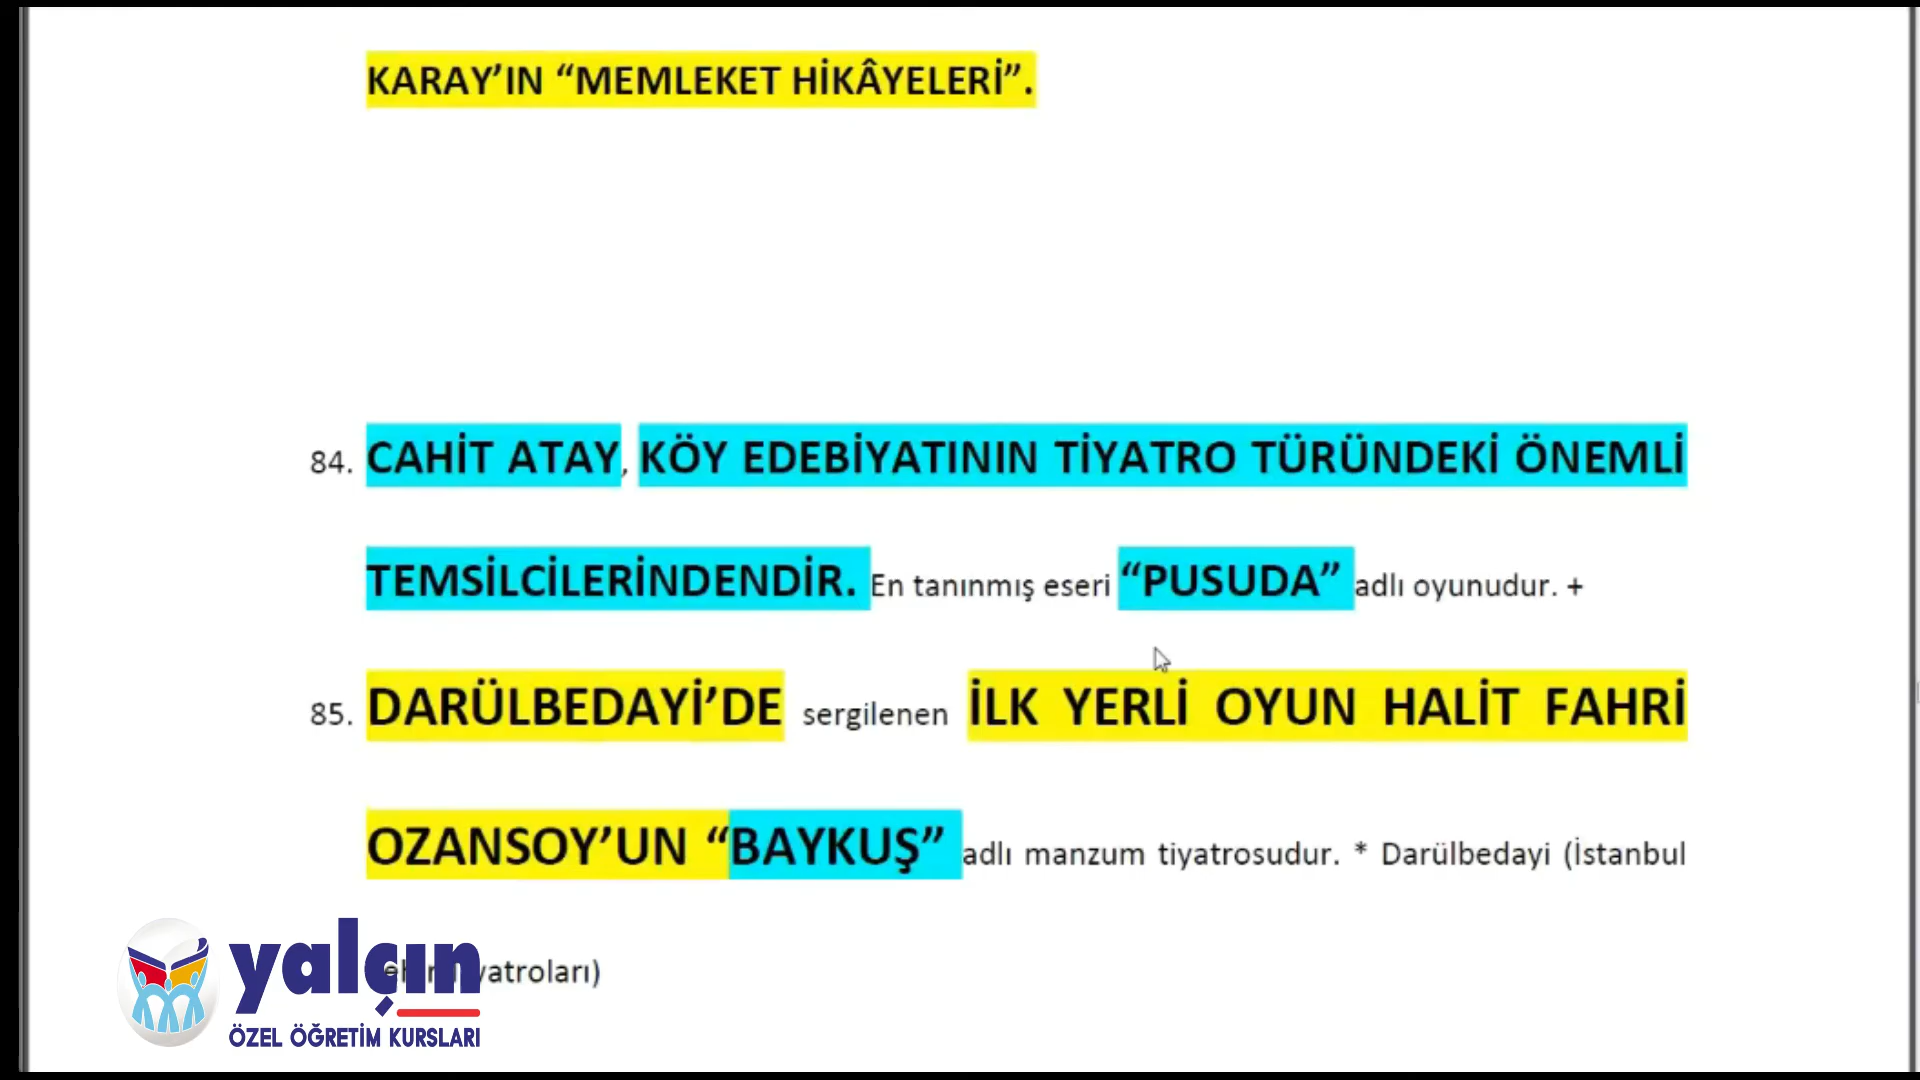 KARAY’IN “MEMLEKET HİKÂYELERİ”.
84. CAHİT ATAY, KÖY EDEBİYATININ TİYATRO TÜRÜNDEKİ ÖNEMLİ
TEMSİLCİLERİNDENDİR. En tanınmış eseri “PUSUDA” adlı oyunudur. +
85. DARÜLBEDAYİ’DE sergilenen İLK YERLİ OYUN HALİT FAHRİ
OZANSOY’UN “BAYKUŞ” adlı manzum tiyatrosudur. * Darülbedayi (İstanbul
yalçın
ÖZEL ÖĞRETİM KURSLARI